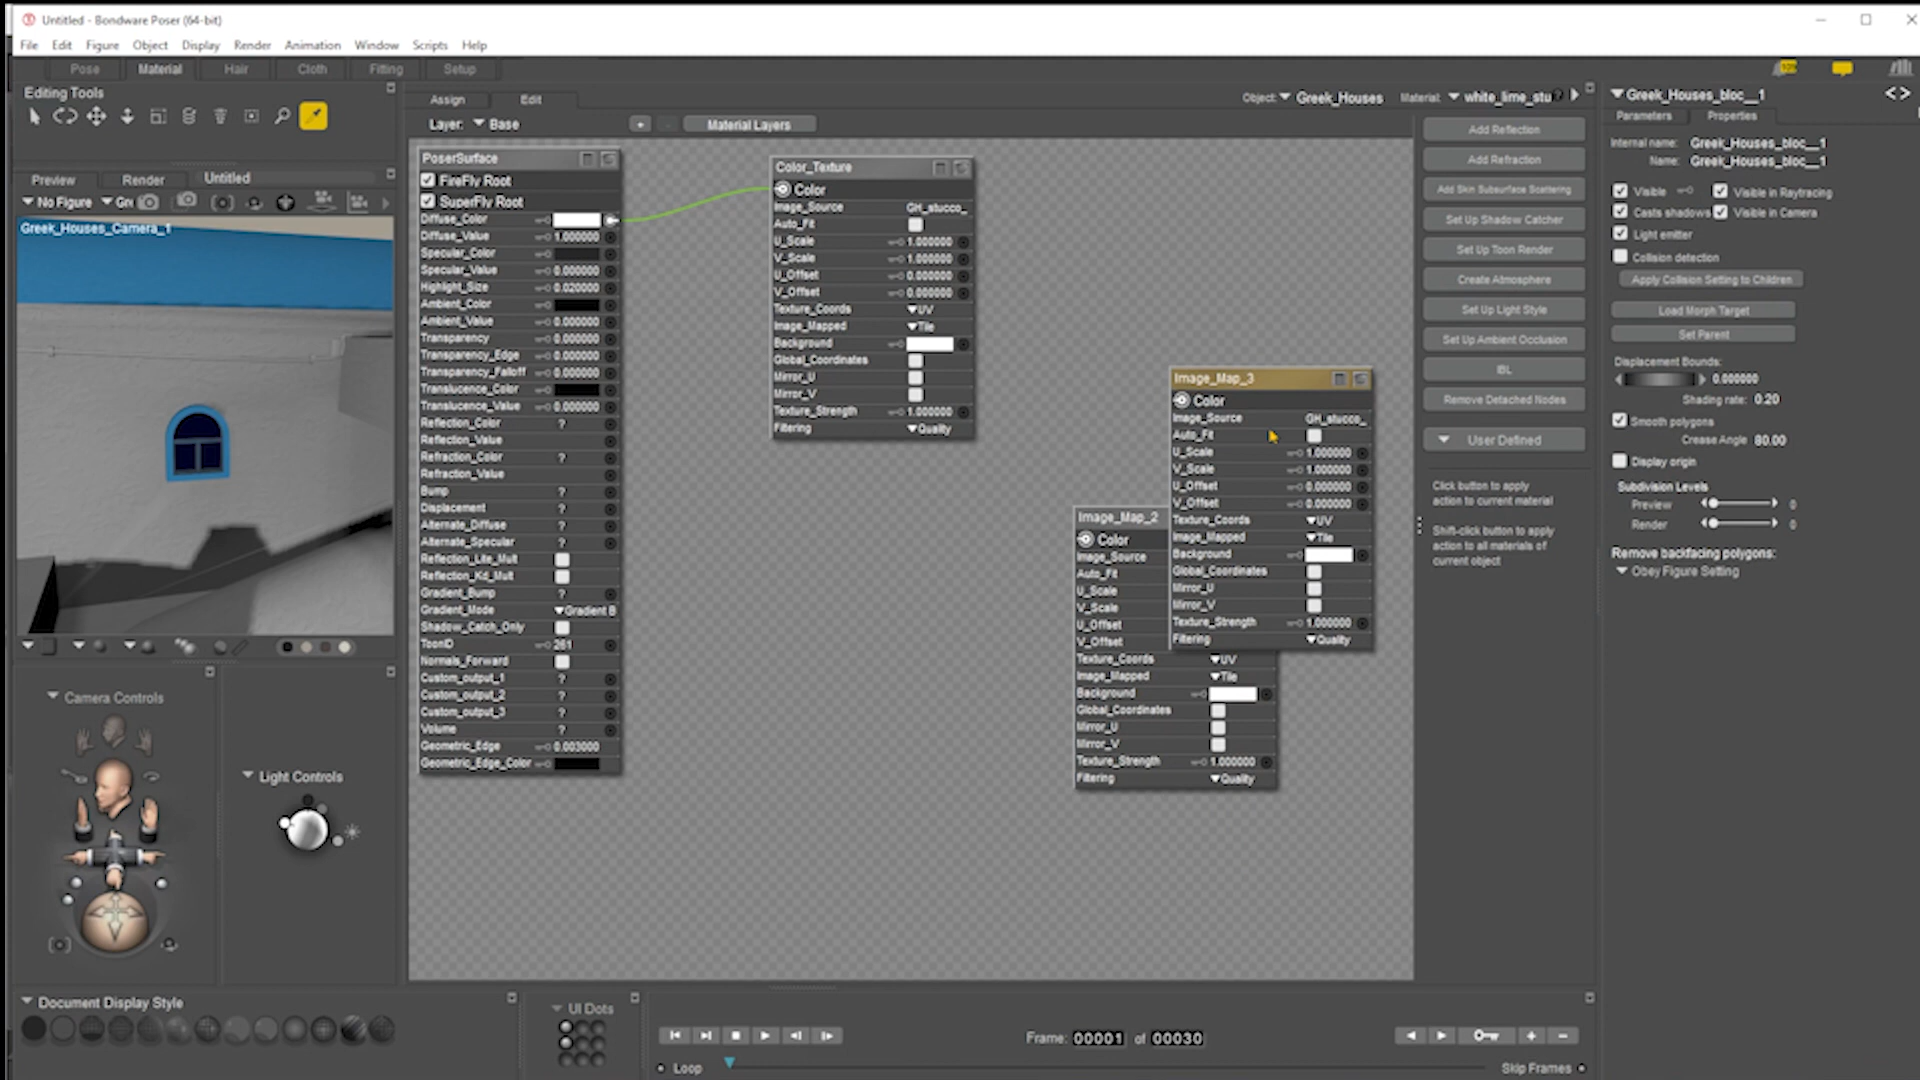 Untitled - Bondware Poser (64-bit)
File Edit Figure Object Display Render Animation Window Scripts Help
Pose Material Hair Cloth Fitting Setup
Editing Tools
Preview Render Untitled
No Figure
Greek_Houses_Camera_1
Camera Controls
Light Controls
Document Display Style
UI Dots
Assign Edit
Object: Greek_Houses Material: white_lime_stu
Layer: Base + Material Layers
PoserSurface
FireFly Root
SuperFly Root
Diffuse_Color
Diffuse_Value 1.000000
Specular_Color
Specular_Value 0.000000
Highlight_Size 0.020000
Ambient_Color
Ambient_Value 0.000000
Transparency 0.000000
Transparency_Edge 0.000000
Transparency_Falloff 0.000000
Translucence_Color
Translucence_Value 0.000000
Reflection_Color ?
Reflection_Value
Refraction_Color ?
Refraction_Value
Bump ?
Displacement ?
Alternate_Diffuse ?
Alternate_Specular ?
Reflection_Lite_Mult
Reflection_Kd_Mult
Gradient_Bump ?
Gradient_Mode Gradient B
Shadow_Catch_Only
ToonID 261
Normals_Forward
Custom_output_1 ?
Custom_output_2 ?
Custom_output_3 ?
Volume ?
Geometric_Edge 0.003000
Geometric_Edge_Color
Color_Texture
Color
Image_Source GH_stucco_
Auto_Fit
U_Scale 1.000000
V_Scale 1.000000
U_Offset 0.000000
V_Offset 0.000000
Texture_Coords UV
Image_Mapped Tile
Background
Global_Coordinates
Mirror_U
Mirror_V
Texture_Strength 1.000000
Filtering Quality
Image_Map_3
Color
Image_Source GH_stucco_
Auto_Fit
U_Scale 1.000000
V_Scale 1.000000
U_Offset 0.000000
V_Offset 0.000000
Texture_Coords UV
Image_Mapped Tile
Background
Global_Coordinates
Mirror_U
Mirror_V
Texture_Strength 1.000000
Filtering Quality
Image_Map_2
Color
Image_Source
Auto_Fit
U_Scale
V_Scale
U_Offset
V_Offset
Texture_Coords UV
Image_Mapped Tile
Background
Global_Coordinates
Mirror_U
Mirror_V
Texture_Strength 1.000000
Filtering Quality
Add Reflection
Add Refraction
Add Skin Subsurface Scattering
Set Up Shadow Catcher
Set Up Toon Render
Create Atmosphere
Set Up Light Style
Set Up Ambient Occlusion
IBL
Remove Detached Nodes
User Defined
Click button to apply
action to current material
Shift-click button to apply
action to all materials of
current object
Greek_Houses_bloc__1
Parameters Properties
Internal name: Greek_Houses_bloc__1
Name: Greek_Houses_bloc__1
Visible Visible in Raytracing
Casts shadows Visible in Camera
Light emitter
Collision detection
Apply Collision Setting to Children
Load Morph Target
Set Parent
Displacement Bounds:
0.000000
Shading rate: 0.20
Smooth polygons
Crease Angle 80.00
Display origin
Subdivision Levels
Preview 0
Render 0
Remove backfacing polygons:
Obey Figure Setting
Frame: 00001 of 00030
Loop Skip Frames